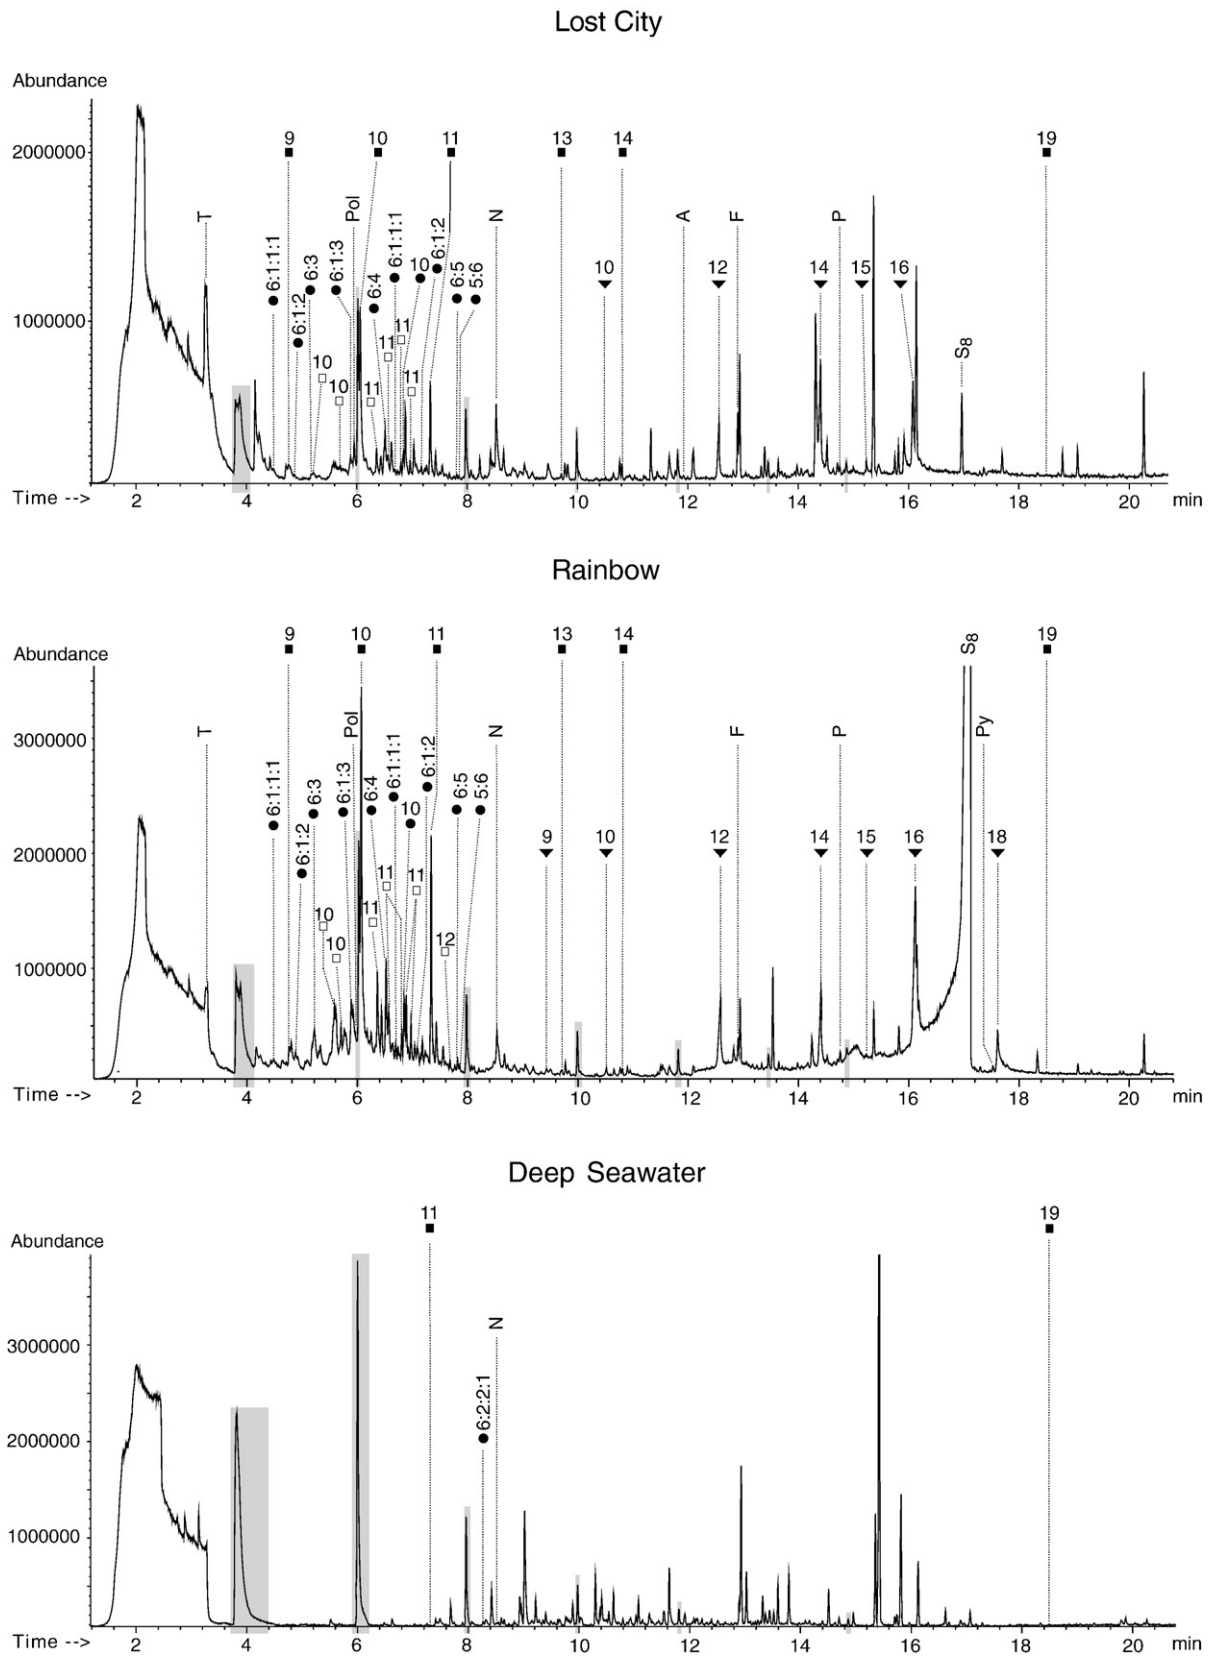 Lost City
Abundance
9 10 11 13 14 19
2000000
T Pol N A F P
6:1:1:1 6:1:2 6:3 6:1:3 6:4 6:1:1:1 10 6:1:2 6:5 5:6
10 12 14 15 16
1000000
S8
10 10 11 11 11 11
Time --> 2 4 6 8 10 12 14 16 18 20 min
Rainbow
Abundance
9 10 11 13 14 S8 19
3000000
T Pol N F P Py
6:1:1:1 6:1:2 6:3 6:1:3 6:4 6:1:1:1 10 6:1:2 6:5 5:6
2000000
9 10 12 14 15 16 18
10 10 11 11 11 12
1000000
Time --> 2 4 6 8 10 12 14 16 18 20 min
Deep Seawater
Abundance
11 19
3000000
N
6:2:2:1
2000000
1000000
Time --> 2 4 6 8 10 12 14 16 18 20 min